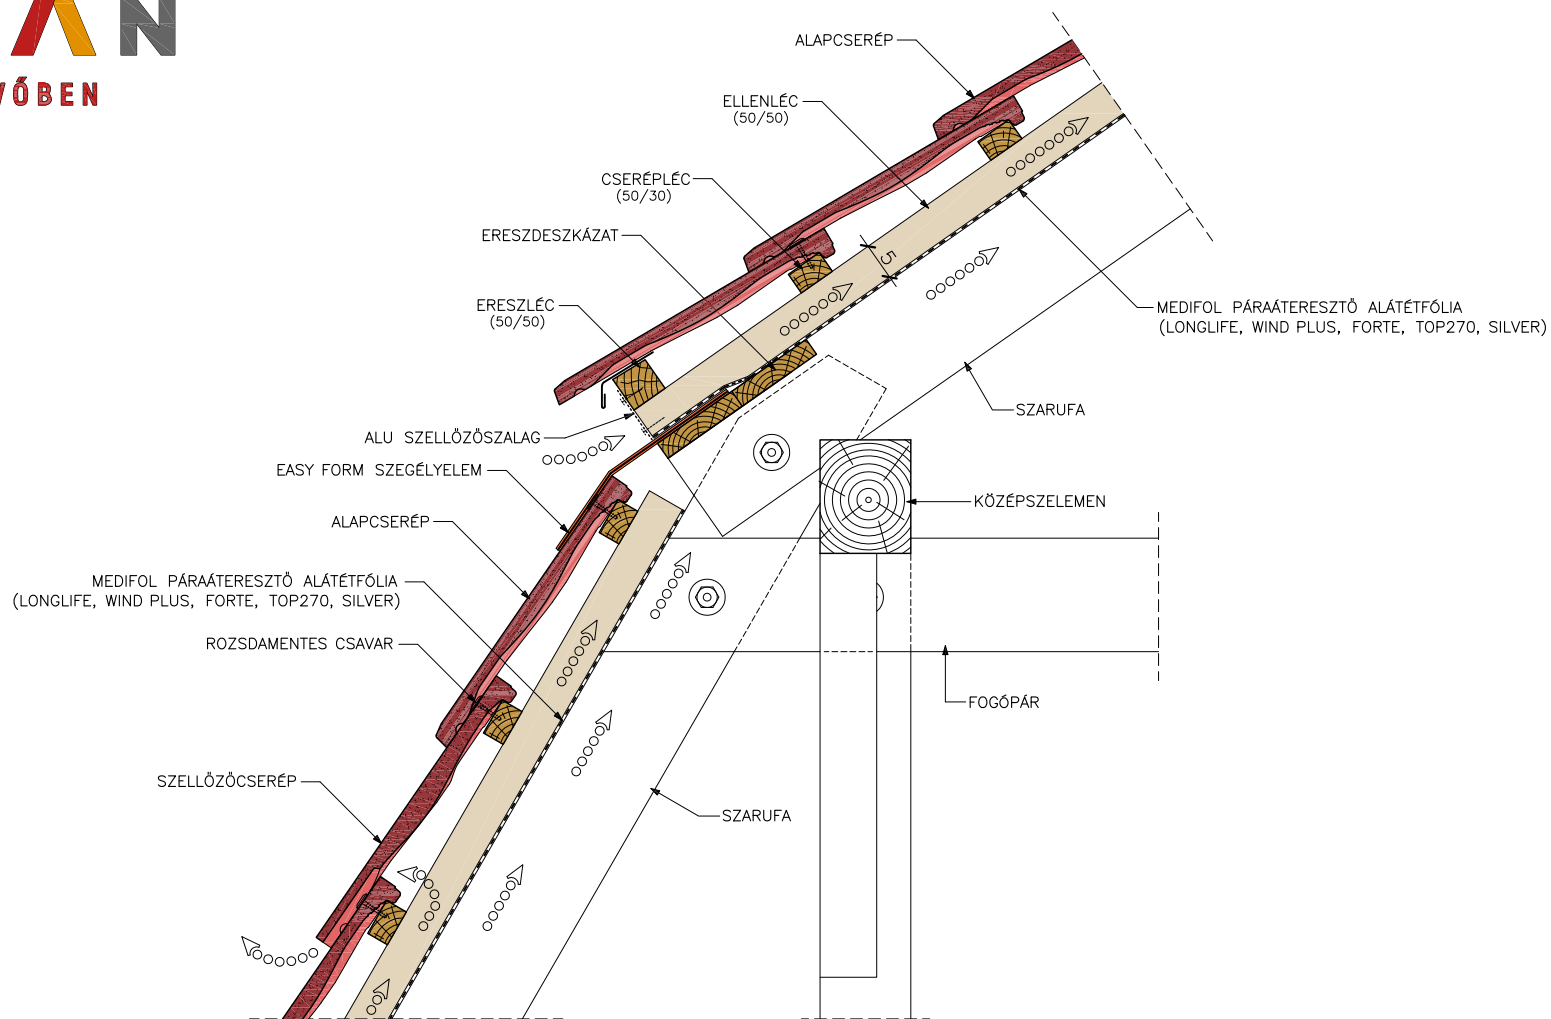 VŐBEN
ALAPCSERÉP
ELLENLÉC
(50/50)
CSERÉPLÉC
(50/30)
ERESZDESZKÁZAT
5
ERESZLÉC
(50/50)
MEDIFOL PÁRAÁTERESZTŐ ALÁTÉTFÓLIA
(LONGLIFE, WIND PLUS, FORTE, TOP270, SILVER)
SZARUFA
ALU SZELLŐZŐSZALAG
EASY FORM SZEGÉLYELEM
KÖZÉPSZELEMEN
ALAPCSERÉP
MEDIFOL PÁRAÁTERESZTŐ ALÁTÉTFÓLIA
(LONGLIFE, WIND PLUS, FORTE, TOP270, SILVER)
ROZSDAMENTES CSAVAR
FOGÓPÁR
SZELLŐZŐCSERÉP
SZARUFA